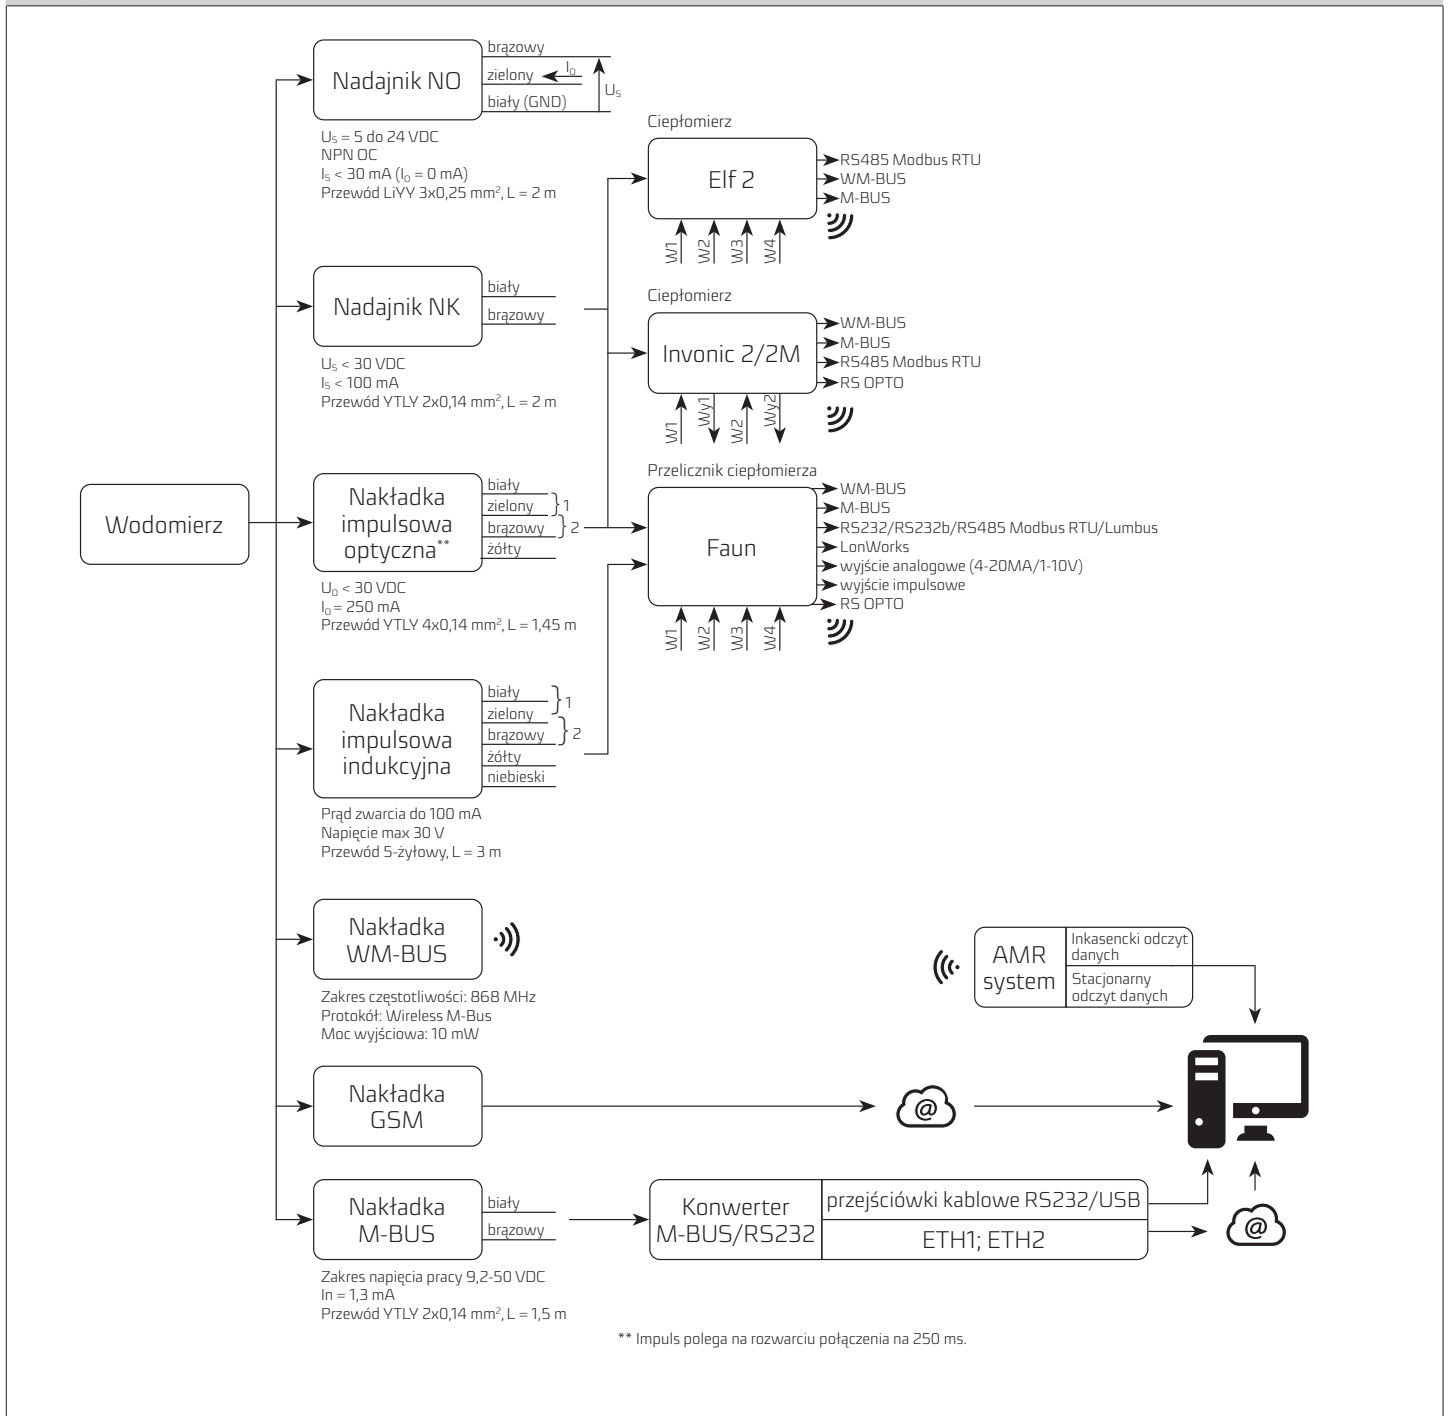 Wodomierz
Nadajnik NO
brązowy
zielony
I₀
biały (GND)
Uₛ
Uₛ = 5 do 24 VDC
NPN OC
Iₛ < 30 mA (I₀ = 0 mA)
Przewód LiYY 3x0,25 mm², L = 2 m
Nadajnik NK
biały
brązowy
Uₛ < 30 VDC
Iₛ < 100 mA
Przewód YTLY 2x0,14 mm², L = 2 m
Nakładka
impulsowa
optyczna**
biały
zielony
1
brązowy
2
żółty
U₀ < 30 VDC
I₀ = 250 mA
Przewód YTLY 4x0,14 mm², L = 1,45 m
Nakładka
impulsowa
indukcyjna
biały
1
zielony
brązowy
2
żółty
niebieski
Prąd zwarcia do 100 mA
Napięcie max 30 V
Przewód 5-żyłowy, L = 3 m
Nakładka
WM-BUS
Zakres częstotliwości: 868 MHz
Protokół: Wireless M-Bus
Moc wyjściowa: 10 mW
Nakładka
GSM
@
Nakładka
M-BUS
biały
brązowy
Zakres napięcia pracy 9,2-50 VDC
In = 1,3 mA
Przewód YTLY 2x0,14 mm², L = 1,5 m
Ciepłomierz
Elf 2
RS485 Modbus RTU
WM-BUS
M-BUS
W1
W2
W3
W4
Ciepłomierz
Invonic 2/2M
WM-BUS
M-BUS
RS485 Modbus RTU
RS OPTO
W1
Wy1
W2
Wy2
Przelicznik ciepłomierza
Faun
WM-BUS
M-BUS
RS232/RS232b/RS485 Modbus RTU/Lumbus
LonWorks
wyjście analogowe (4-20MA/1-10V)
wyjście impulsowe
RS OPTO
W1
W2
W3
W4
AMR
system
Inkasencki odczyt
danych
Stacjonarny
odczyt danych
Konwerter
M-BUS/RS232
przejściówki kablowe RS232/USB
ETH1; ETH2
@
** Impuls polega na rozwarciu połączenia na 250 ms.